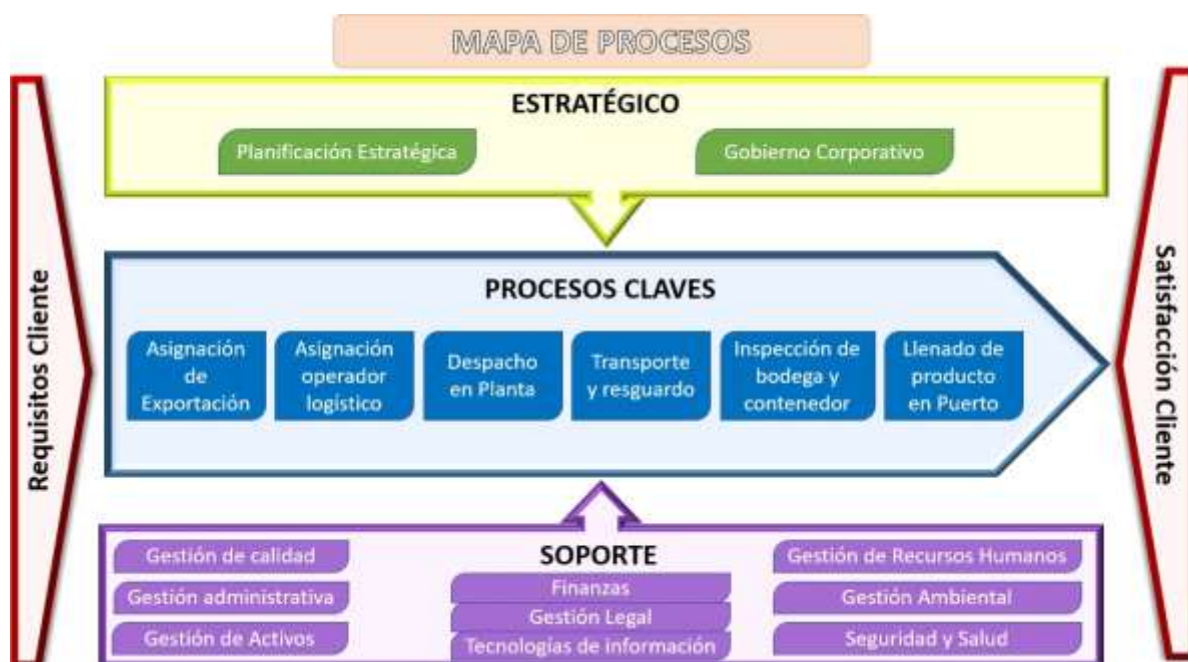 MAPA DE PROCESOS
Requisitos Cliente
ESTRATÉGICO
Planificación Estratégica
Gobierno Corporativo
PROCESOS CLAVES
Asignación
de
Exportación
Asignación
operador
logístico
Despacho
en Planta
Transporte
y resguardo
Inspección de
bodega y
contenedor
Llenado de
producto
en Puerto
SOPORTE
Gestión de calidad
Gestión administrativa
Gestión de Activos
Finanzas
Gestión Legal
Tecnologías de información
Gestión de Recursos Humanos
Gestión Ambiental
Seguridad y Salud
Satisfacción Cliente